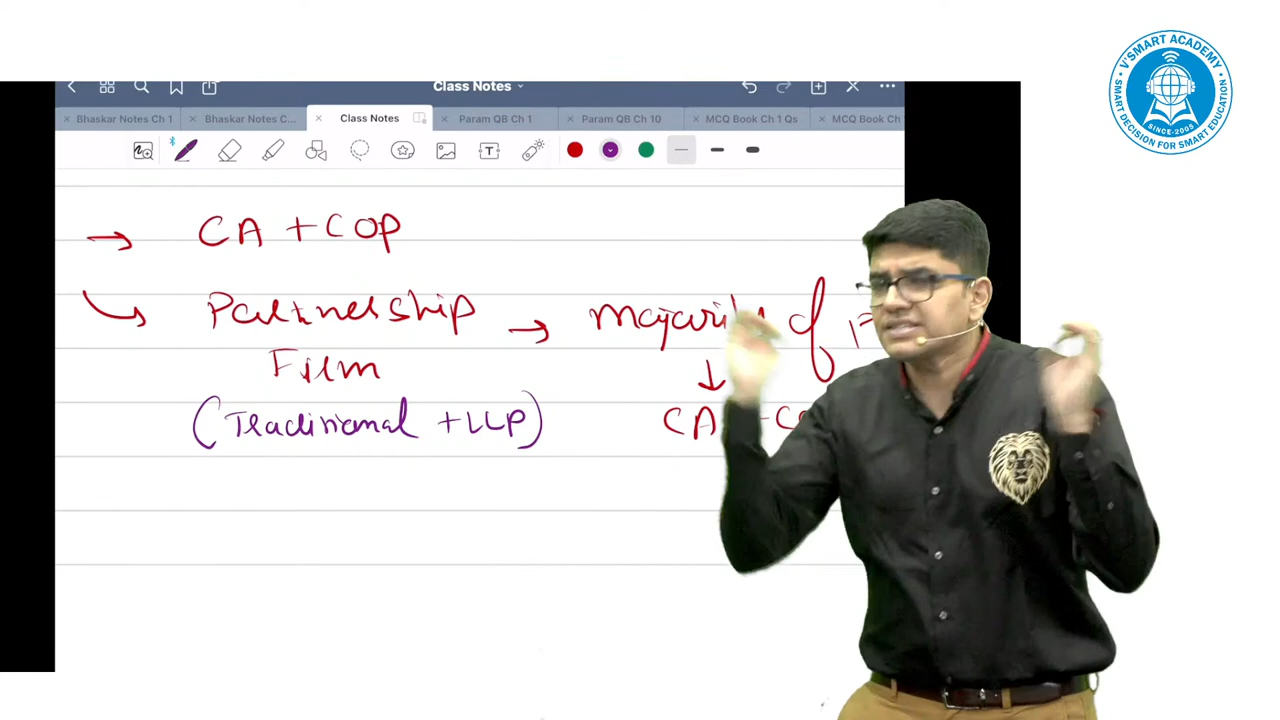 V'SMART ACADEMY
SMART DECISION FOR SMART EDUCATION
SINCE-2005
Class Notes
Bhaskar Notes Ch 1
Bhaskar Notes C...
Class Notes
Param QB Ch 1
Param QB Ch 10
MCQ Book Ch 1 Qs
MCQ Book Ch
→ CA + COP
Partnership → Majority of
Firm ↓
(Traditional + LLP) CA